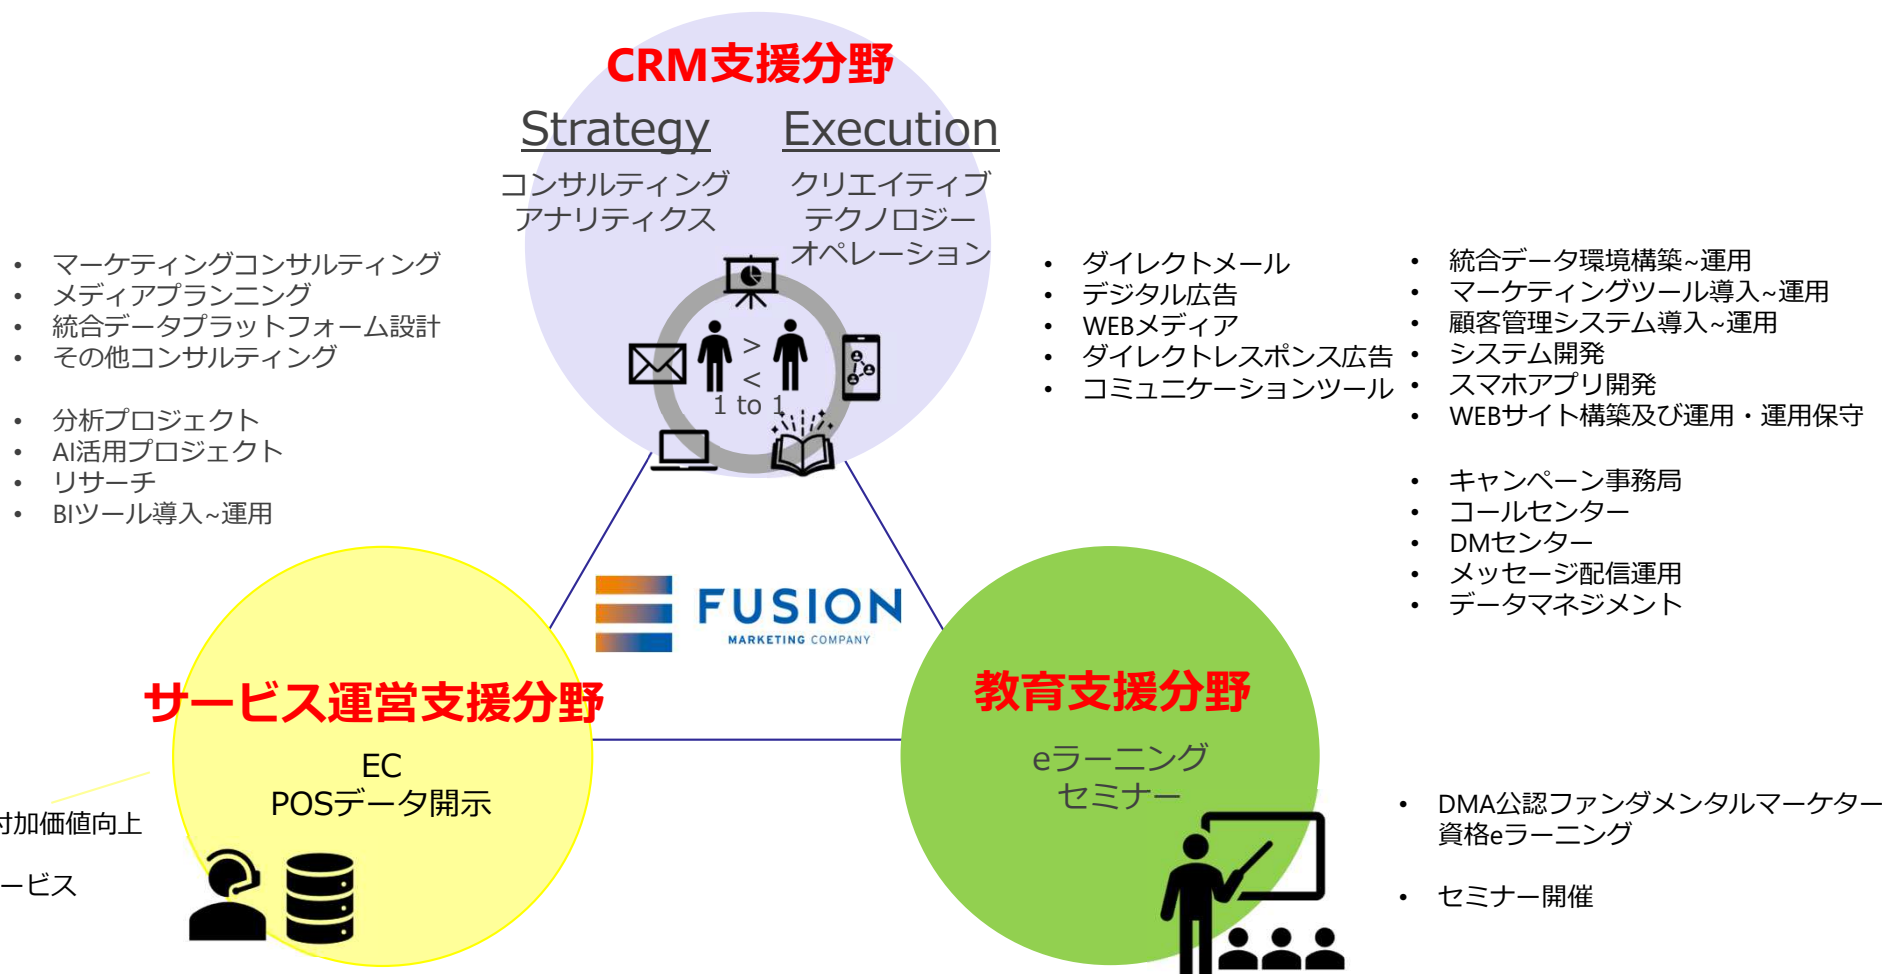 CRM支援分野
Strategy
コンサルティング
アナリティクス
Execution
クリエイティブ
テクノロジー
オペレーション
>
<
1 to 1
• マーケティングコンサルティング
• メディアプランニング
• 統合データプラットフォーム設計
• その他コンサルティング
• 分析プロジェクト
• AI活用プロジェクト
• リサーチ
• BIツール導入~運用
• ダイレクトメール
• デジタル広告
• WEBメディア
• ダイレクトレスポンス広告
• コミュニケーションツール
• 統合データ環境構築~運用
• マーケティングツール導入~運用
• 顧客管理システム導入~運用
• システム開発
• スマホアプリ開発
• WEBサイト構築及び運用・運用保守
• キャンペーン事務局
• コールセンター
• DMセンター
• メッセージ配信運用
• データマネジメント
FUSION
MARKETING COMPANY
サービス運営支援分野
EC
POSデータ開示
付加価値向上
ービス
教育支援分野
eラーニング
セミナー
• DMA公認ファンダメンタルマーケター
資格eラーニング
• セミナー開催